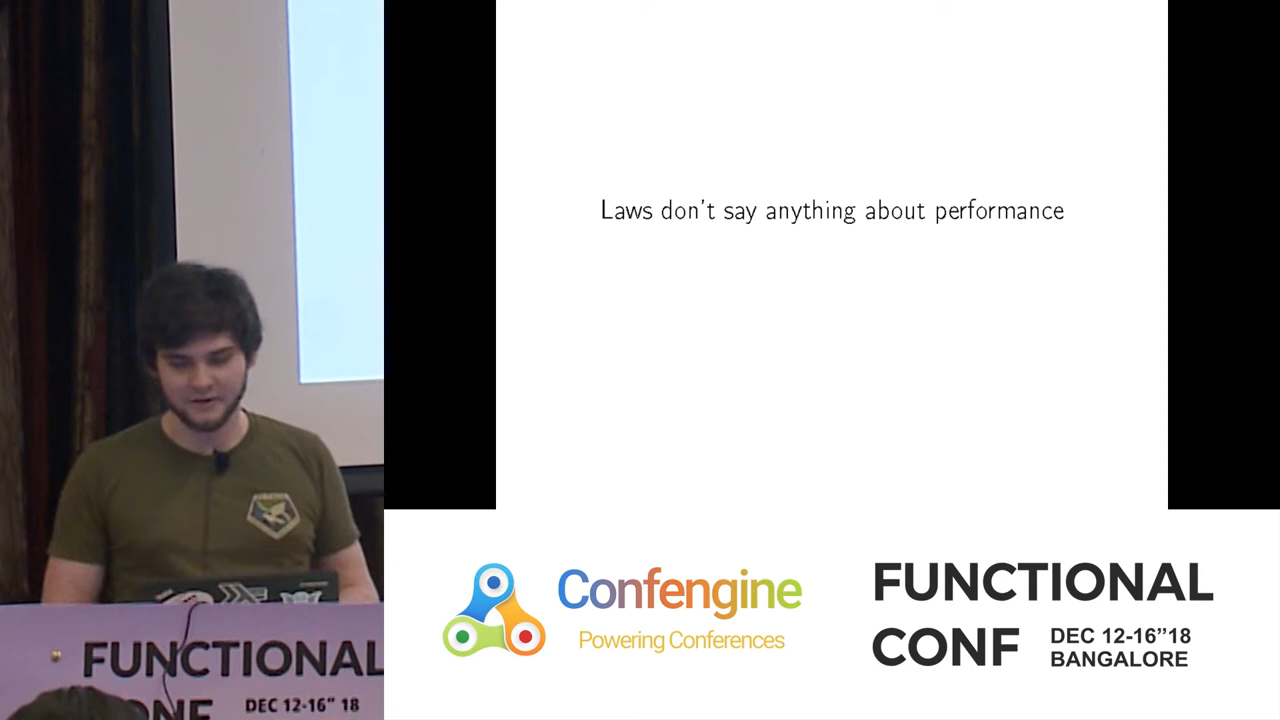 Laws don't say anything about performance
Confengine
Powering Conferences
FUNCTIONAL
CONF
DEC 12-16”18
BANGALORE
FUNCTIONAL
CONF
DEC 12-16” 18